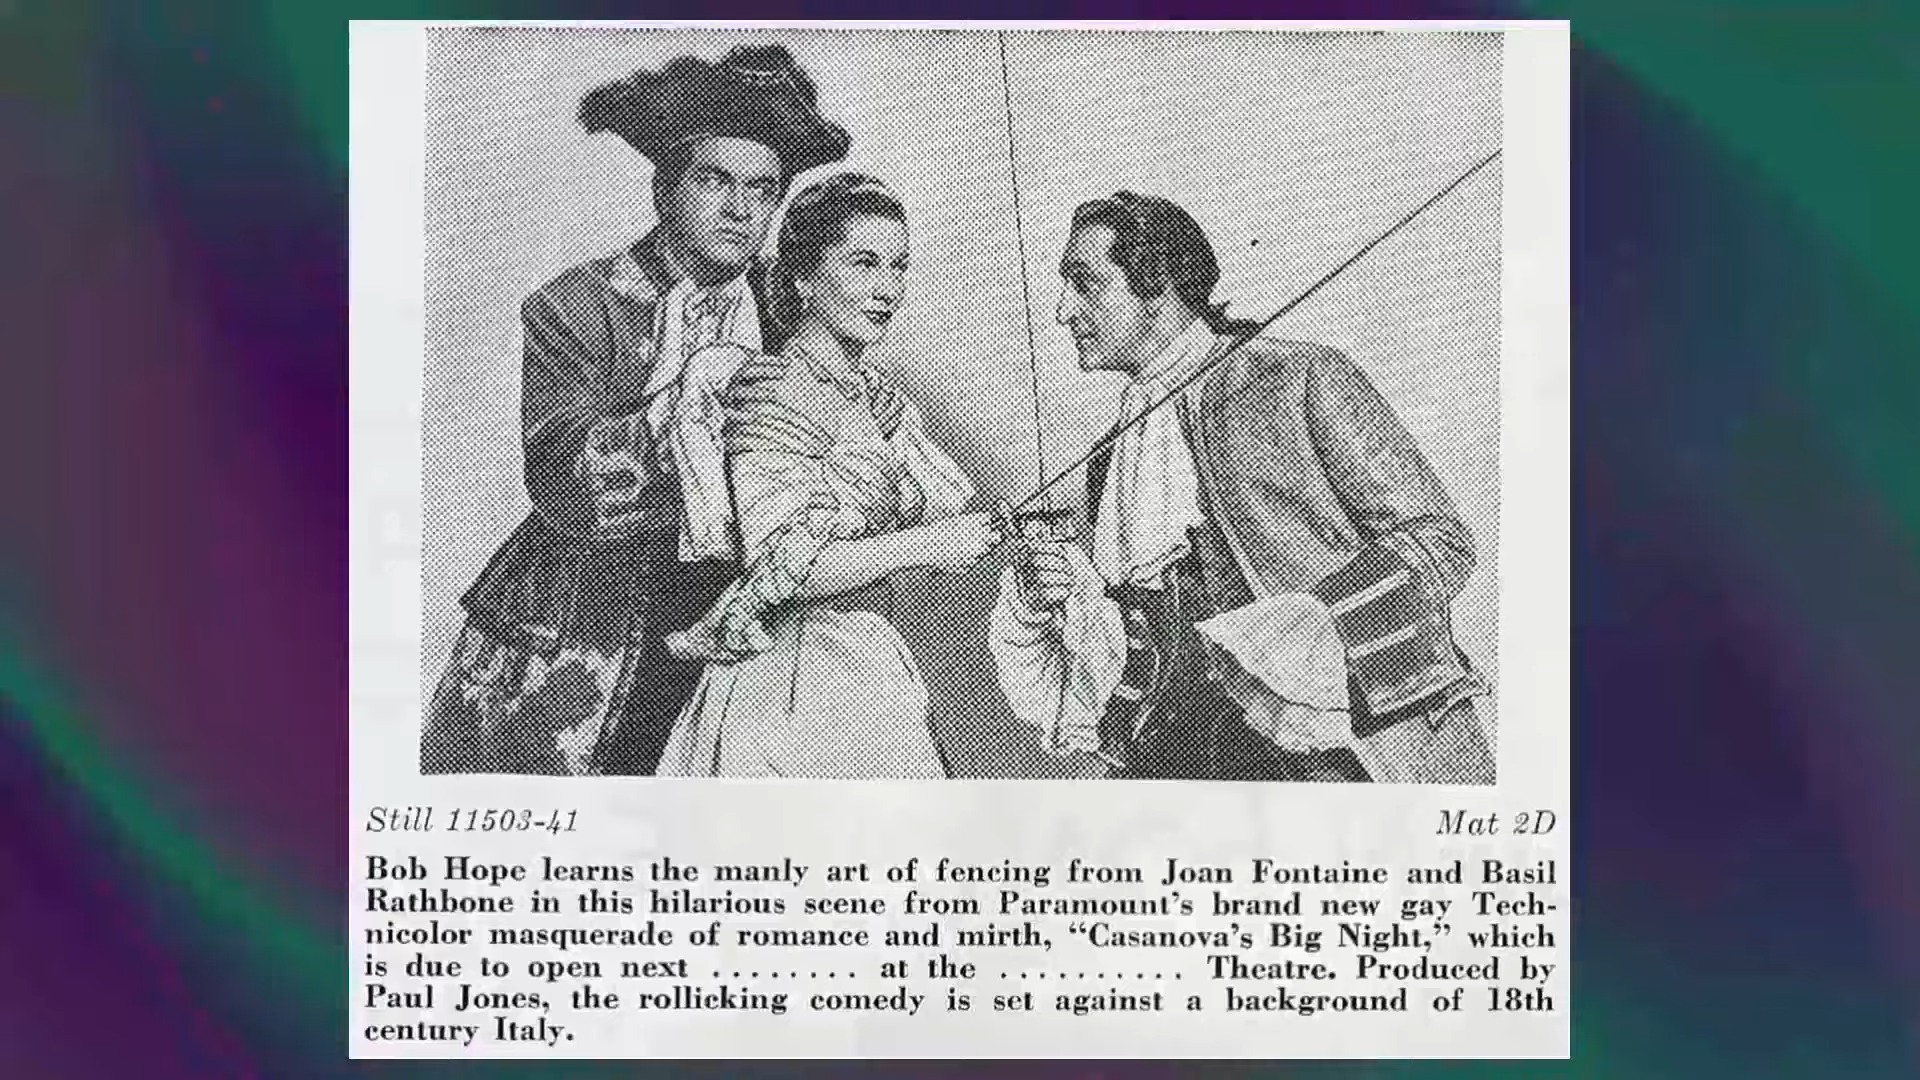 Still 11503-41
Mat 2D
Bob Hope learns the manly art of fencing from Joan Fontaine and Basil
Rathbone in this hilarious scene from Paramount's brand new gay Tech-
nicolor masquerade of romance and mirth, “Casanova's Big Night,” which
is due to open next ........ at the .......... Theatre. Produced by
Paul Jones, the rollicking comedy is set against a background of 18th
century Italy.